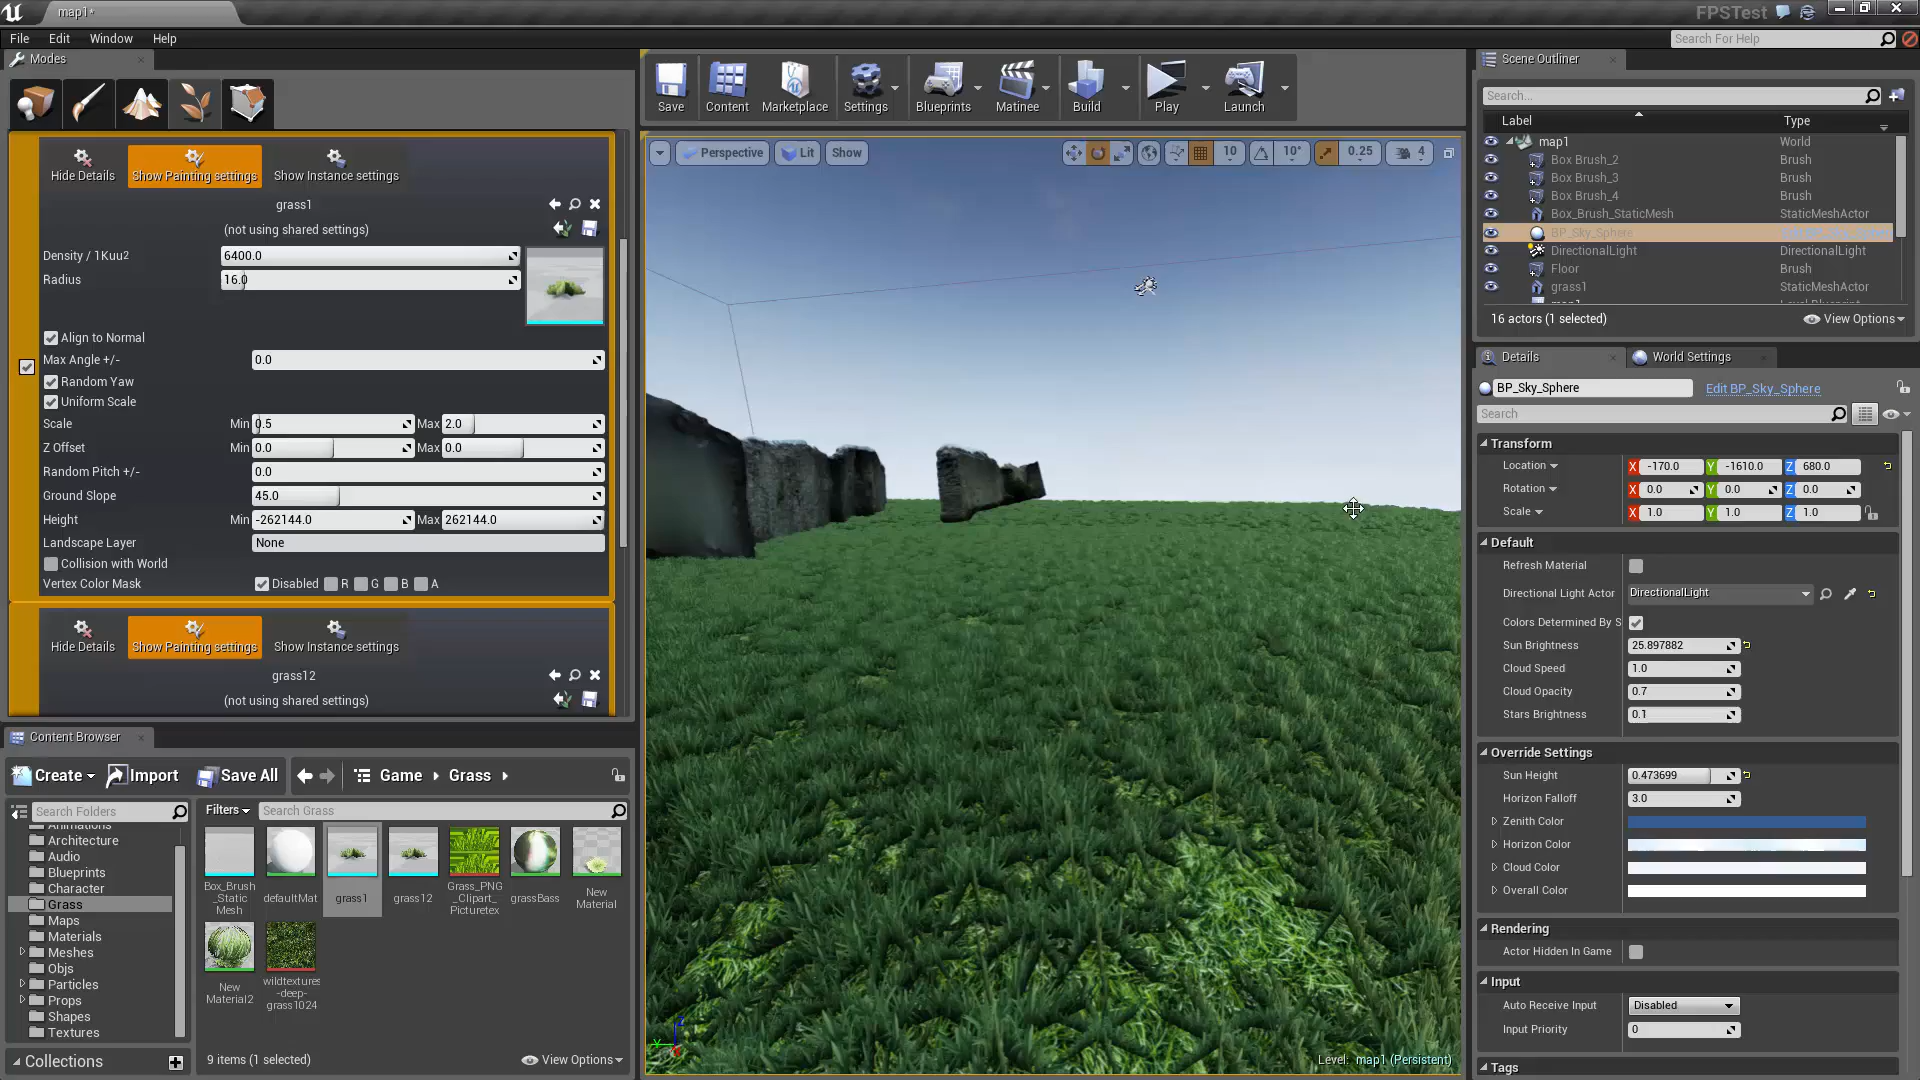 map1*
FPSTest
File Edit Window Help
Search For Help
Modes
Hide Details
Show Painting settings
Show Instance settings
grass1
(not using shared settings)
Density / 1Kuu2 6400.0
Radius 16.0
Align to Normal
Max Angle +/- 0.0
Random Yaw
Uniform Scale
Scale Min 0.5 Max 2.0
Z Offset Min 0.0 Max 0.0
Random Pitch +/- 0.0
Ground Slope 45.0
Height Min -262144.0 Max 262144.0
Landscape Layer None
Collision with World
Vertex Color Mask Disabled R G B A
Hide Details
Show Painting settings
Show Instance settings
grass12
(not using shared settings)
Content Browser
Create Import Save All Game Grass
Search Folders
Animations
Architecture
Audio
Blueprints
Character
Grass
Maps
Materials
Meshes
Objs
Particles
Props
Shapes
Textures
Collections
Filters Search Grass
Box_Brush
_Static
Mesh
defaultMat
grass1
grass12
Grass_PNG
_Clipart_
Picturetex
grassBass
New
Material
New
Material2
wildtextures
-deep-
grass1024
9 items (1 selected)
View Options
Save Content Marketplace Settings Blueprints Matinee Build Play Launch
Perspective Lit Show
10 10° 0.25 4
Z
Y
X
Level: map1 (Persistent)
Scene Outliner
Search...
Label Type
map1 World
Box Brush_2 Brush
Box Brush_3 Brush
Box Brush_4 Brush
Box_Brush_StaticMesh StaticMeshActor
BP_Sky_Sphere
DirectionalLight DirectionalLight
Floor Brush
grass1 StaticMeshActor
16 actors (1 selected)
View Options
Details World Settings
BP_Sky_Sphere Edit BP_Sky_Sphere
Search
Transform
Location X -170.0 Y -1610.0 Z 680.0
Rotation X 0.0 Y 0.0 Z 0.0
Scale X 1.0 Y 1.0 Z 1.0
Default
Refresh Material
Directional Light Actor DirectionalLight
Colors Determined By S
Sun Brightness 25.897882
Cloud Speed 1.0
Cloud Opacity 0.7
Stars Brightness 0.1
Override Settings
Sun Height 0.473699
Horizon Falloff 3.0
Zenith Color
Horizon Color
Cloud Color
Overall Color
Rendering
Actor Hidden In Game
Input
Auto Receive Input Disabled
Input Priority 0
Tags